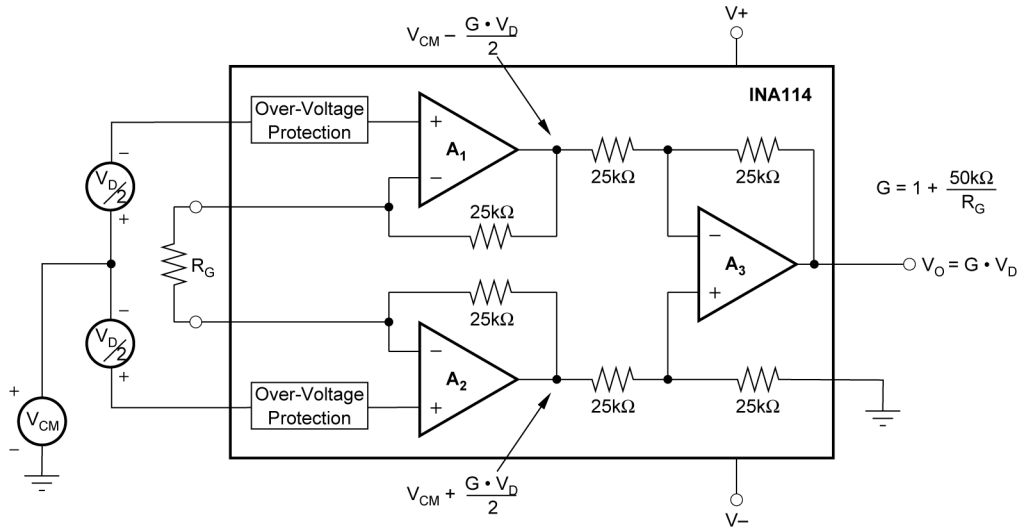 V_CM − G • V_D / 2
V+
INA114
Over-Voltage
Protection
+
A₁
−
25kΩ
25kΩ
25kΩ
−
V_D/2
+
G = 1 + 50kΩ / R_G
R_G
−
A₃
+
V_O = G • V_D
25kΩ
−
V_D/2
+
−
A₂
+
Over-Voltage
Protection
25kΩ
25kΩ
+
V_CM
−
V_CM + G • V_D / 2
V−